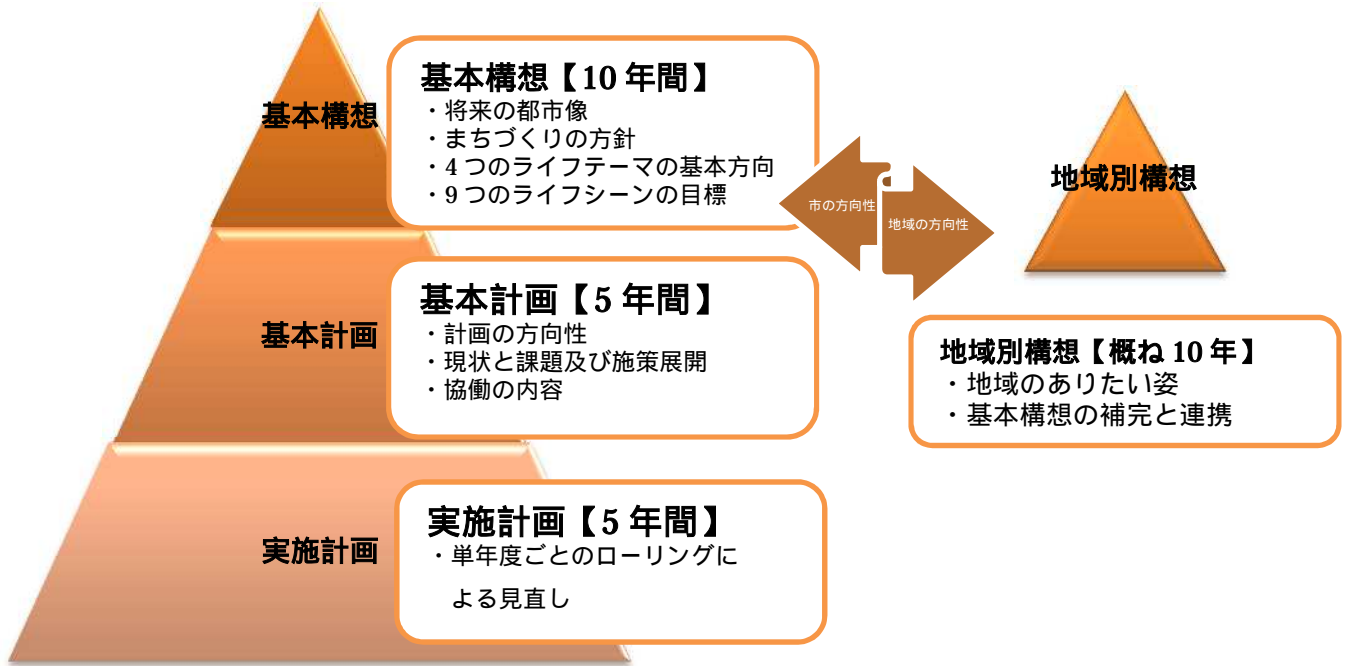 基本構想
基本構想【10 年間】
・将来の都市像
・まちづくりの方針
・4 つのライフテーマの基本方向
・9 つのライフシーンの目標
市の方向性
地域の方向性
地域別構想
地域別構想【概ね 10 年】
・地域のありたい姿
・基本構想の補完と連携
基本計画
基本計画【5 年間】
・計画の方向性
・現状と課題及び施策展開
・協働の内容
実施計画
実施計画【5 年間】
・単年度ごとのローリングに
よる見直し